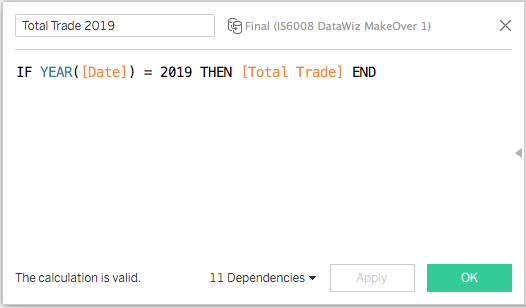 Total Trade 2019
Final (IS6008 DataWiz MakeOver 1)
IF YEAR([Date]) = 2019 THEN [Total Trade] END
The calculation is valid.
11 Dependencies
Apply
OK